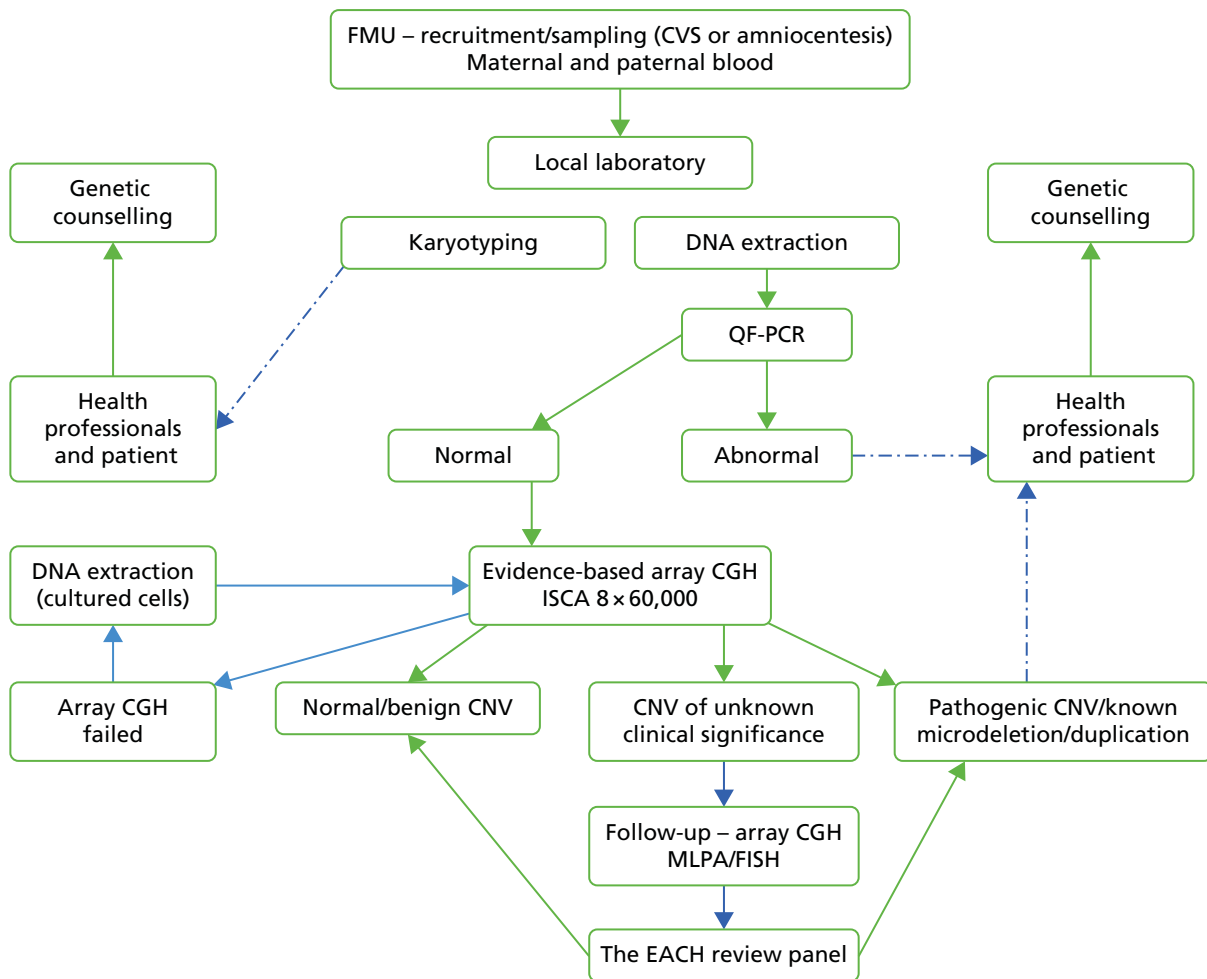 FMU – recruitment/sampling (CVS or amniocentesis)
Maternal and paternal blood
Local laboratory
Genetic
counselling
Karyotyping
DNA extraction
Genetic
counselling
QF-PCR
Health
professionals
and patient
Normal
Abnormal
Health
professionals
and patient
DNA extraction
(cultured cells)
Evidence-based array CGH
ISCA 8 × 60,000
Array CGH
failed
Normal/benign CNV
CNV of unknown
clinical significance
Pathogenic CNV/known
microdeletion/duplication
Follow-up – array CGH
MLPA/FISH
The EACH review panel